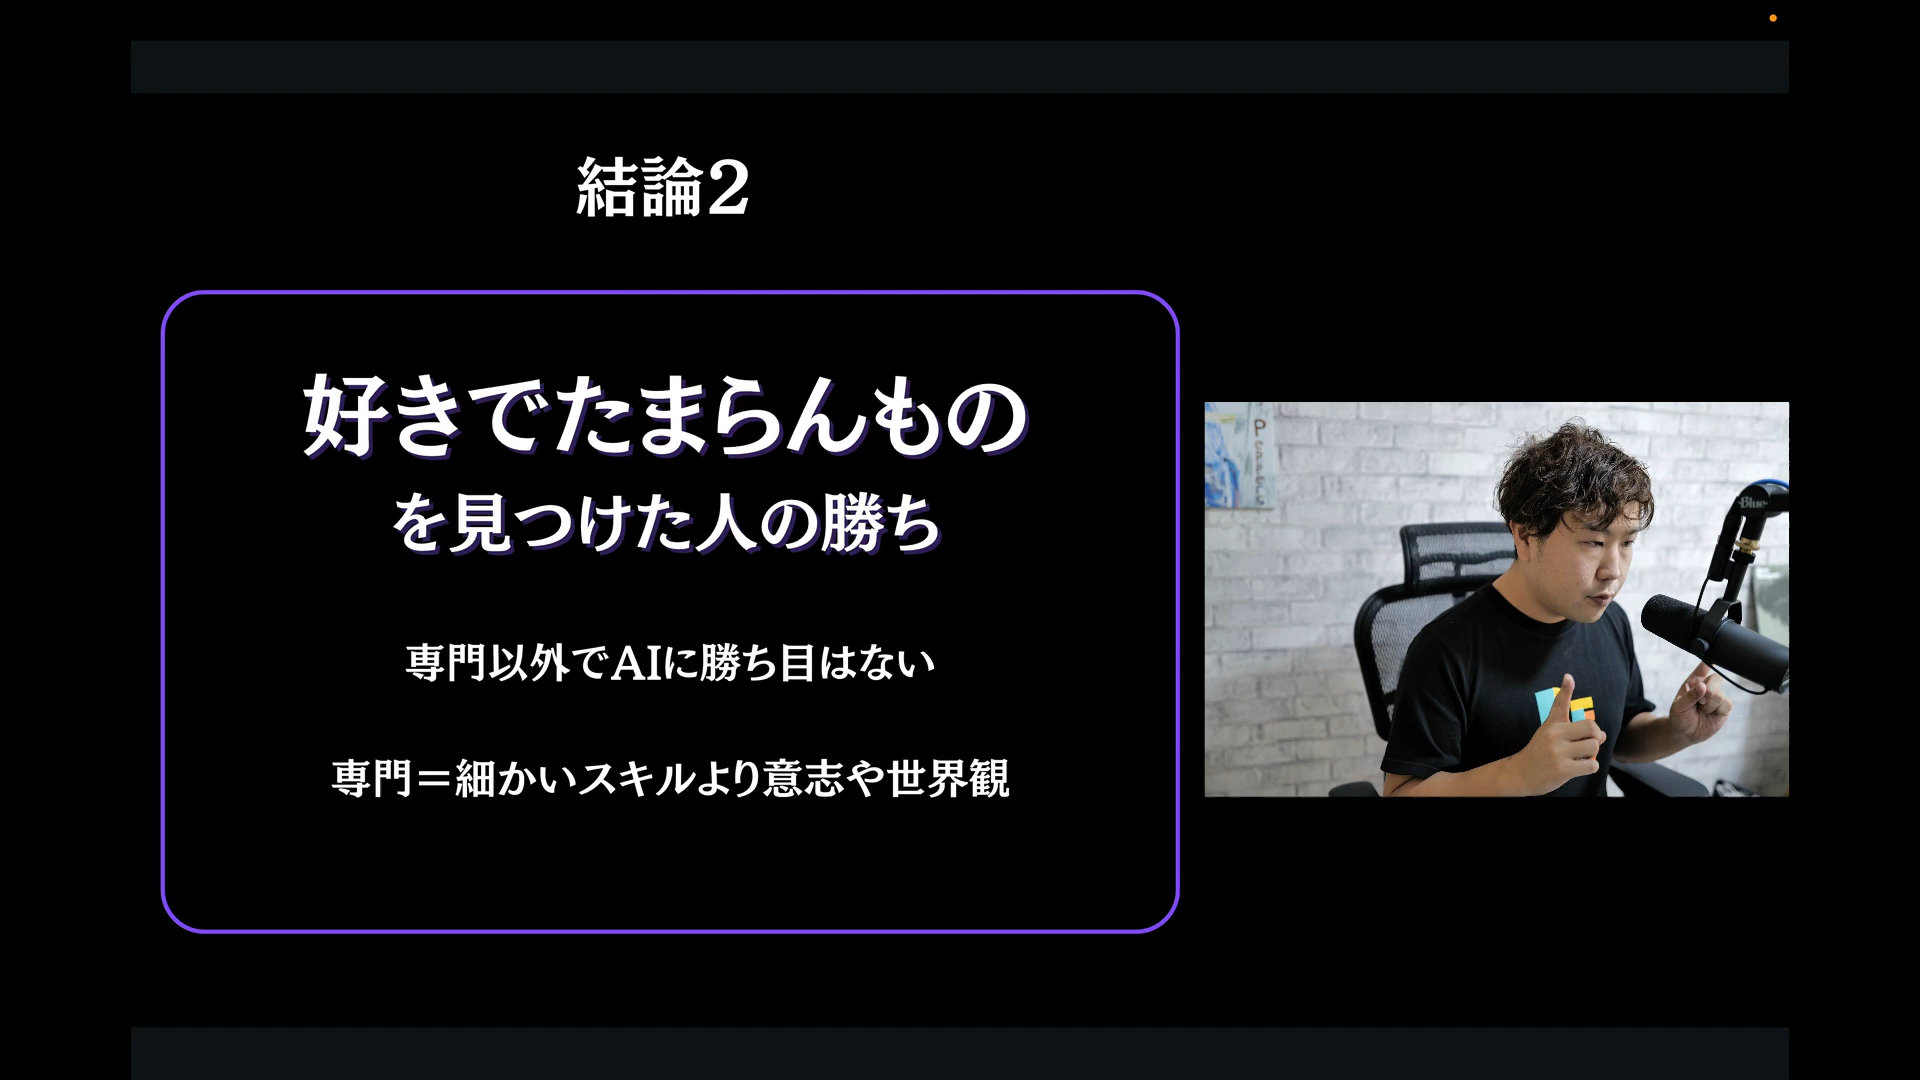 結論2
好きでたまらんもの
を見つけた人の勝ち
専門以外でAIに勝ち目はない
専門＝細かいスキルより意志や世界観
Blue